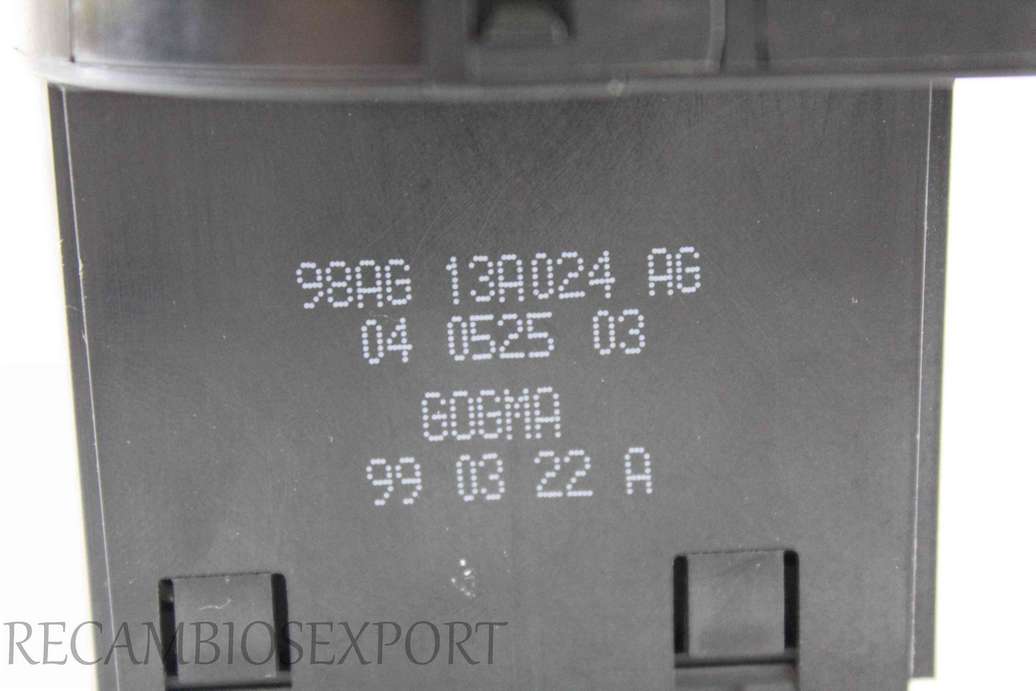 98AG 13A024 AG
04 0525 03
GOGMA
99 03 22 A
RECAMBIOSEXPORT